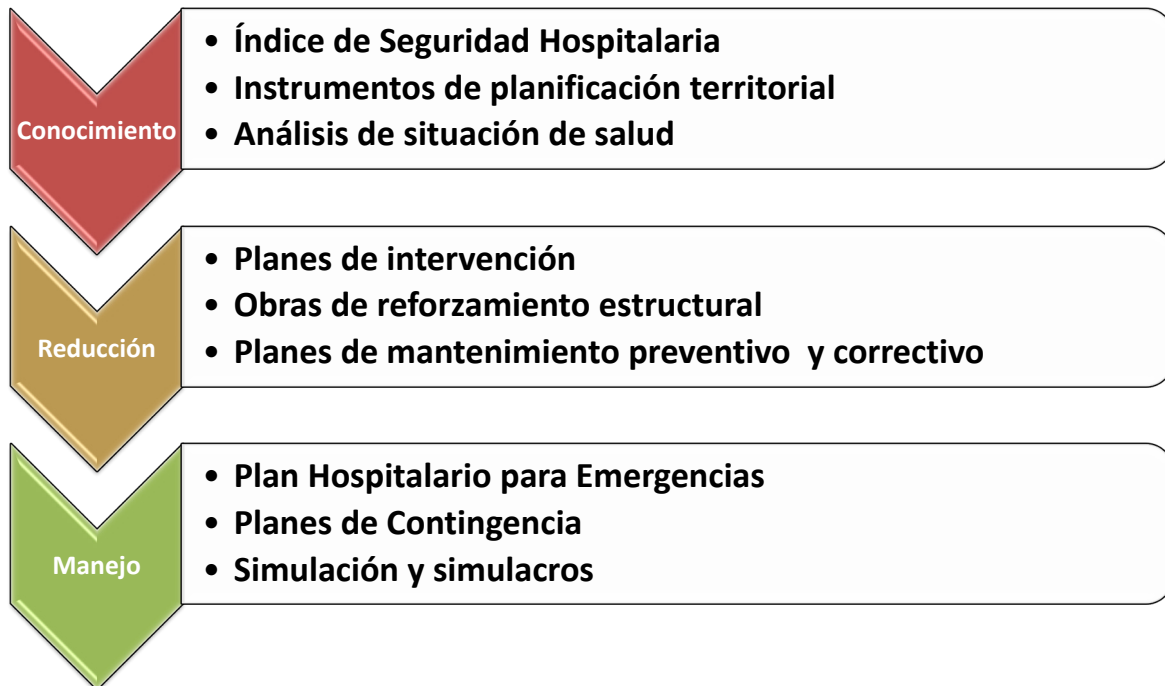 Conocimiento
• Índice de Seguridad Hospitalaria
• Instrumentos de planificación territorial
• Análisis de situación de salud
Reducción
• Planes de intervención
• Obras de reforzamiento estructural
• Planes de mantenimiento preventivo  y correctivo
Manejo
• Plan Hospitalario para Emergencias
• Planes de Contingencia
• Simulación y simulacros